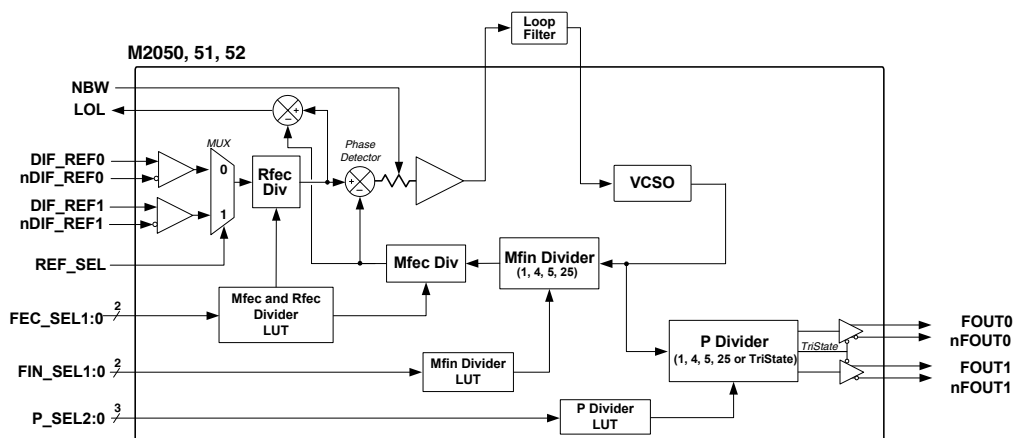 Loop
Filter
M2050, 51, 52
NBW
LOL
+
−
MUX
Phase
Detector
DIF_REF0
nDIF_REF0
0
Rfec
Div
+
−
VCSO
DIF_REF1
nDIF_REF1
1
REF_SEL
Mfec Div
Mfin Divider
(1, 4, 5, 25)
FEC_SEL1:0
2
Mfec and Rfec
Divider
LUT
P Divider
(1, 4, 5, 25 or TriState)
TriState
FOUT0
nFOUT0
FOUT1
nFOUT1
FIN_SEL1:0
2
Mfin Divider
LUT
P_SEL2:0
3
P Divider
LUT